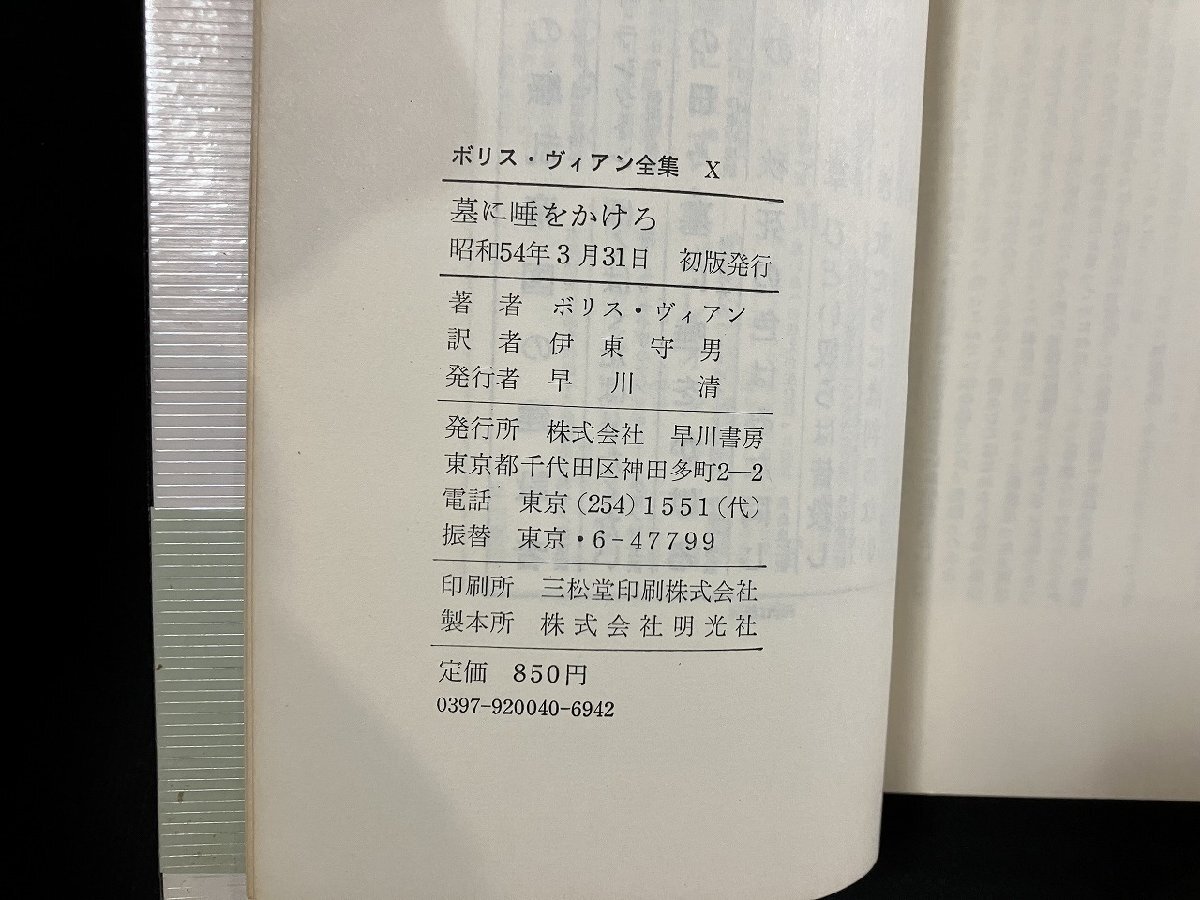 ボリス・ヴィアン全集 X
墓に唾をかけろ
昭和54年3月31日 初版発行
著者 ボリス・ヴィアン
訳者 伊東守男
発行者 早川清
発行所 株式会社 早川書房
東京都千代田区神田多町2―2
電話 東京(254)1551(代)
振替 東京・6-47799
印刷所 三松堂印刷株式会社
製本所 株式会社明光社
定価 850円
0397-920040-6942